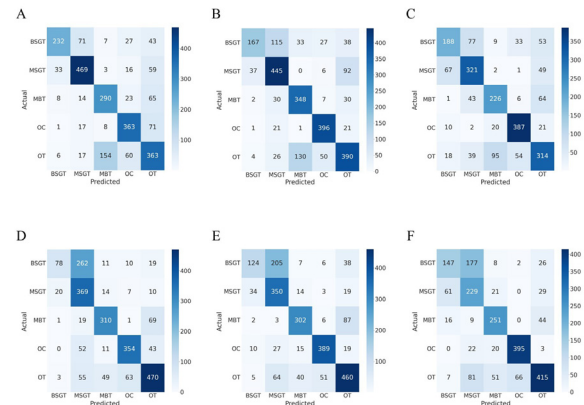 A
BSGT 232 71 7 27 43
MSGT 33 469 3 16 59
MBT 8 14 290 23 65
OC 1 17 8 363 71
OT 6 17 154 60 363
BSGT MSGT MBT OC OT
Actual
Predicted
400
300
200
100
B
BSGT 167 115 33 27 38
MSGT 37 445 0 6 92
MBT 2 30 348 7 30
OC 1 21 1 396 21
OT 4 26 130 50 390
BSGT MSGT MBT OC OT
Actual
Predicted
400
350
300
250
200
150
100
50
0
C
BSGT 188 77 9 33 53
MSGT 67 321 2 1 49
MBT 1 43 226 6 64
OC 10 2 20 387 21
OT 18 39 95 54 314
BSGT MSGT MBT OC OT
Actual
Predicted
350
300
250
200
150
100
50
D
BSGT 78 262 11 10 19
MSGT 20 369 14 7 10
MBT 1 19 310 1 69
OC 0 52 11 354 43
OT 3 55 49 63 470
BSGT MSGT MBT OC OT
Actual
Predicted
400
300
200
100
0
E
BSGT 124 205 7 6 38
MSGT 34 350 14 3 19
MBT 2 3 302 6 87
OC 10 27 15 389 19
OT 5 64 40 51 460
BSGT MSGT MBT OC OT
Actual
Predicted
400
300
200
100
F
BSGT 147 177 8 2 26
MSGT 61 229 21 0 29
MBT 16 9 251 0 44
OC 0 22 20 395 3
OT 7 81 51 66 415
BSGT MSGT MBT OC OT
Actual
Predicted
400
350
300
250
200
150
100
50
0